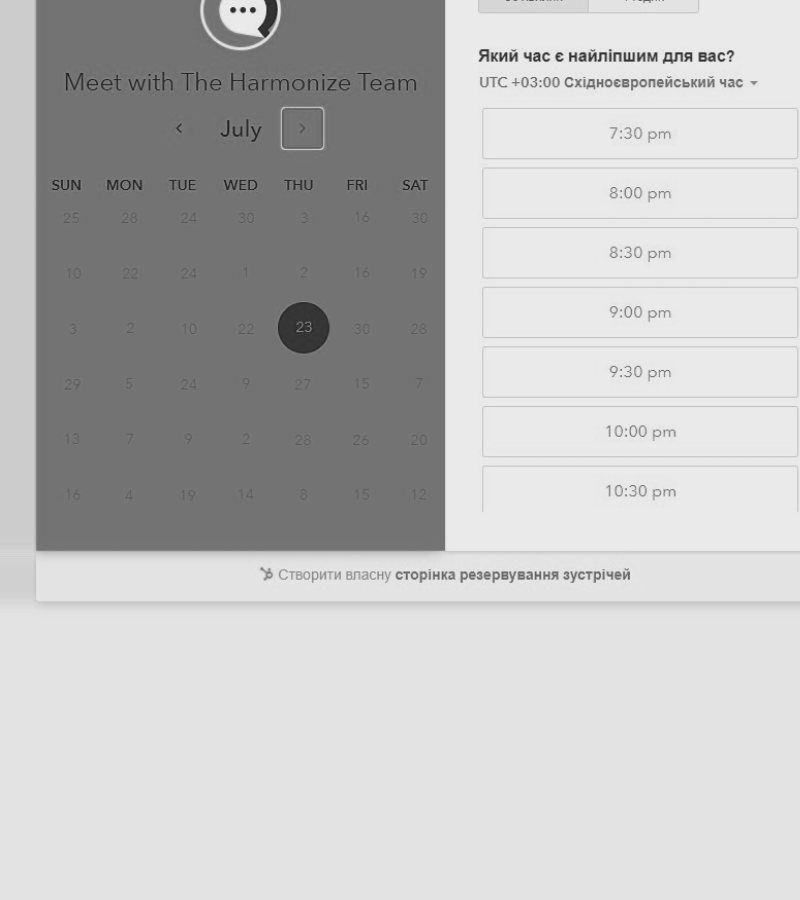 Meet with The Harmonize Team
July
SUN MON TUE WED THU FRI SAT
25 28 24 30 3 16 30
10 22 24 1 2 16 19
3 2 10 22 23 30 28
29 5 24 9 27 15 7
13 7 9 2 28 26 20
16 4 19 14 8 15 12
Який час є найліпшим для вас?
UTC +03:00 Східноєвропейський час
7:30 pm
8:00 pm
8:30 pm
9:00 pm
9:30 pm
10:00 pm
10:30 pm
Створити власну сторінка резервування зустрічей